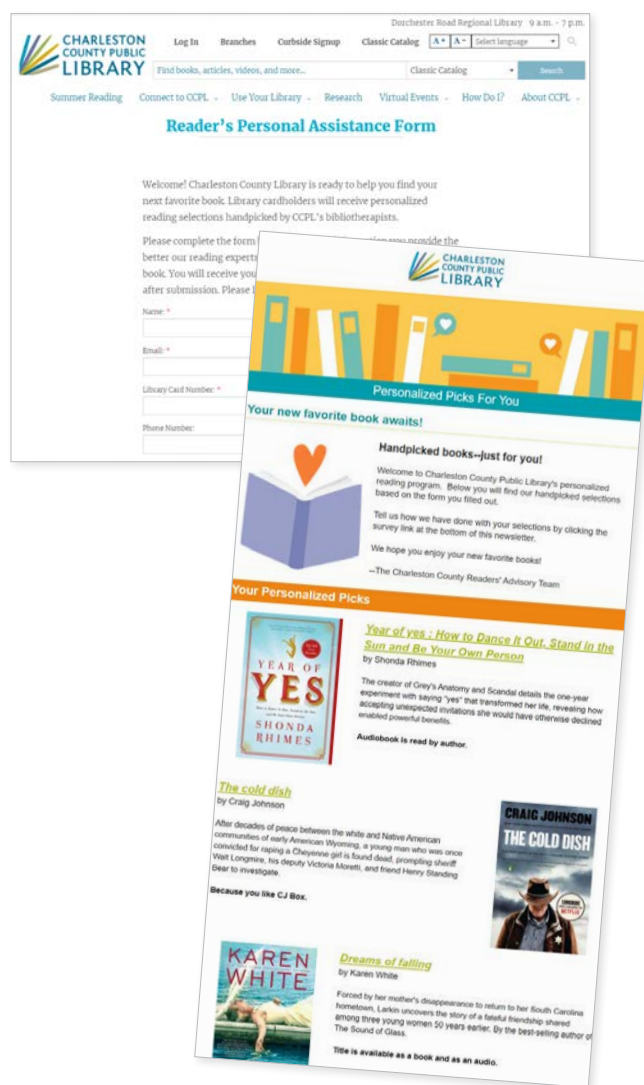 Dorchester Road Regional Library 9 a.m. - 7 p.m.
CHARLESTON
COUNTY PUBLIC
LIBRARY
Log In Branches Curbside Signup Classic Catalog A+ A- Select language
Find books, articles, videos, and more... Classic Catalog Search
Summer Reading Connect to CCPL Use Your Library Research Virtual Events How Do I? About CCPL
Reader's Personal Assistance Form
Welcome! Charleston County Library is ready to help you find your
next favorite book. Library cardholders will receive personalized
reading selections handpicked by CCPL's bibliotherapists.
Please complete the form
provide the
better our reading experts
book. You will receive you
after submission. Please
Name: *
Email: *
Library Card Number: *
Phone Number:
CHARLESTON
COUNTY PUBLIC
LIBRARY
Personalized Picks For You
Your new favorite book awaits!
Handpicked books--just for you!
Welcome to Charleston County Public Library's personalized
reading program. Below you will find our handpicked selections
based on the form you filled out.
Tell us how we have done with your selections by clicking the
survey link at the bottom of this newsletter.
We hope you enjoy your new favorite books!
--The Charleston County Readers' Advisory Team
Your Personalized Picks
YEAR OF
YES
SHONDA
RHIMES
Year of yes : How to Dance It Out, Stand in the
Sun and Be Your Own Person
by Shonda Rhimes
The creator of Grey's Anatomy and Scandal details the one-year
experiment with saying "yes" that transformed her life, revealing how
accepting unexpected invitations she would have otherwise declined
enabled powerful benefits.
Audiobook is read by author.
The cold dish
by Craig Johnson
After decades of peace between the white and Native American
communities of early American Wyoming, a young man who was once
convicted for raping a Cheyenne girl is found dead, prompting sheriff
Walt Longmire, his deputy Victoria Moretti, and friend Henry Standing
Bear to investigate.
Because you like CJ Box.
CRAIG JOHNSON
THE COLD DISH
LONGMIRE
NETFLIX
KAREN
WHITE
Dreams of falling
by Karen White
Forced by her mother's disappearance to return to her South Carolina
hometown, Larkin uncovers the story of a fateful friendship shared
among three young women 50 years earlier. By the best-selling author of
The Sound of Glass.
Title is available as a book and as an audio.